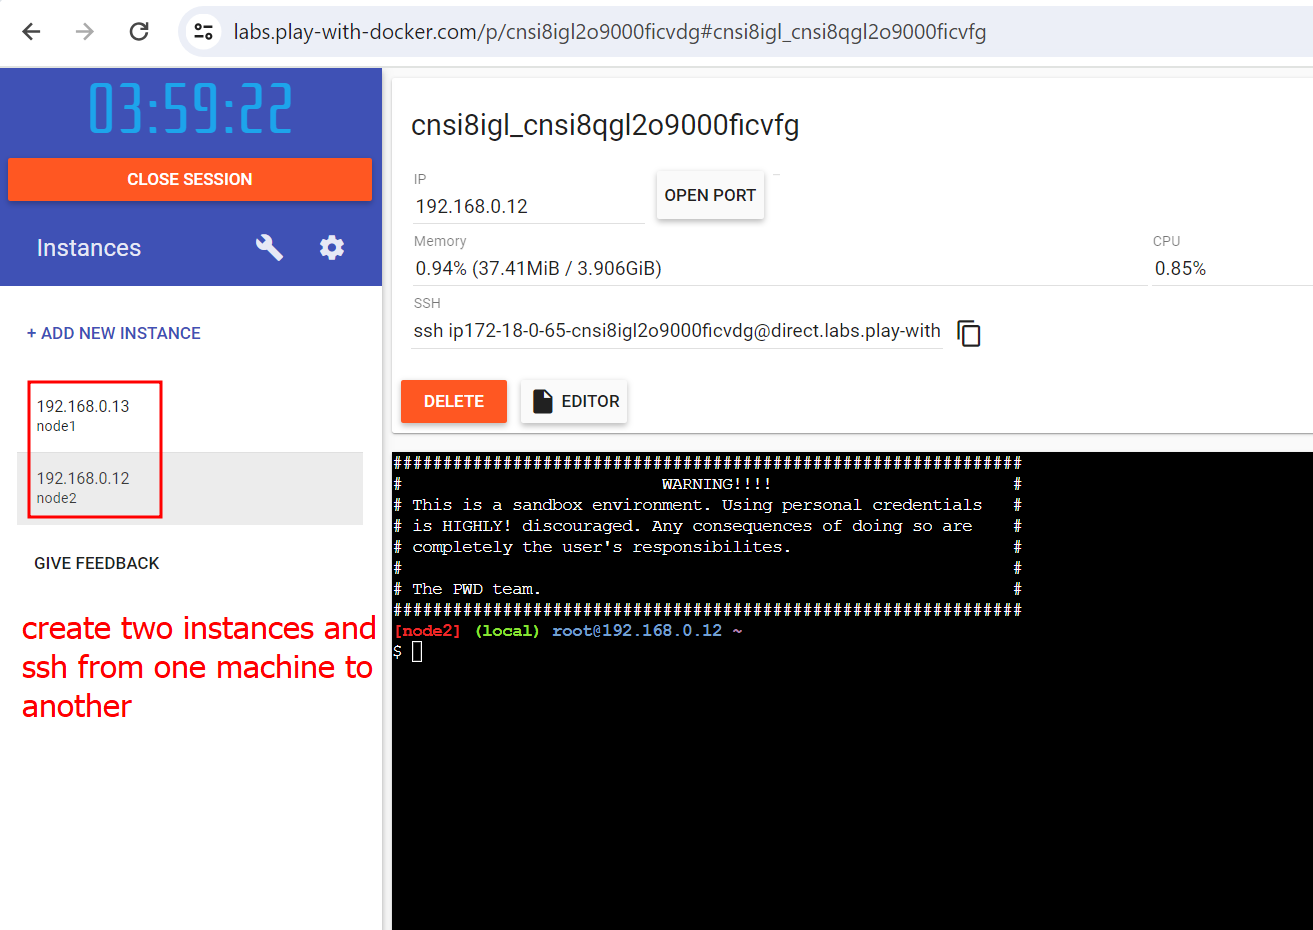 labs.play-with-docker.com/p/cnsi8igl2o9000ficvdg#cnsi8igl_cnsi8qgl2o9000ficvfg
03:59:22
CLOSE SESSION
Instances
+ ADD NEW INSTANCE
192.168.0.13
node1
192.168.0.12
node2
GIVE FEEDBACK
create two instances and
ssh from one machine to
another
cnsi8igl_cnsi8qgl2o9000ficvfg
IP
192.168.0.12
OPEN PORT
Memory
0.94% (37.41MiB / 3.906GiB)
CPU
0.85%
SSH
ssh ip172-18-0-65-cnsi8igl2o9000ficvdg@direct.labs.play-with
DELETE
EDITOR
###############################################################
#                          WARNING!!!!                        #
# This is a sandbox environment. Using personal credentials   #
# is HIGHLY! discouraged. Any consequences of doing so are    #
# completely the user's responsibilites.                      #
#                                                             #
# The PWD team.                                               #
###############################################################
[node2] (local) root@192.168.0.12 ~
$